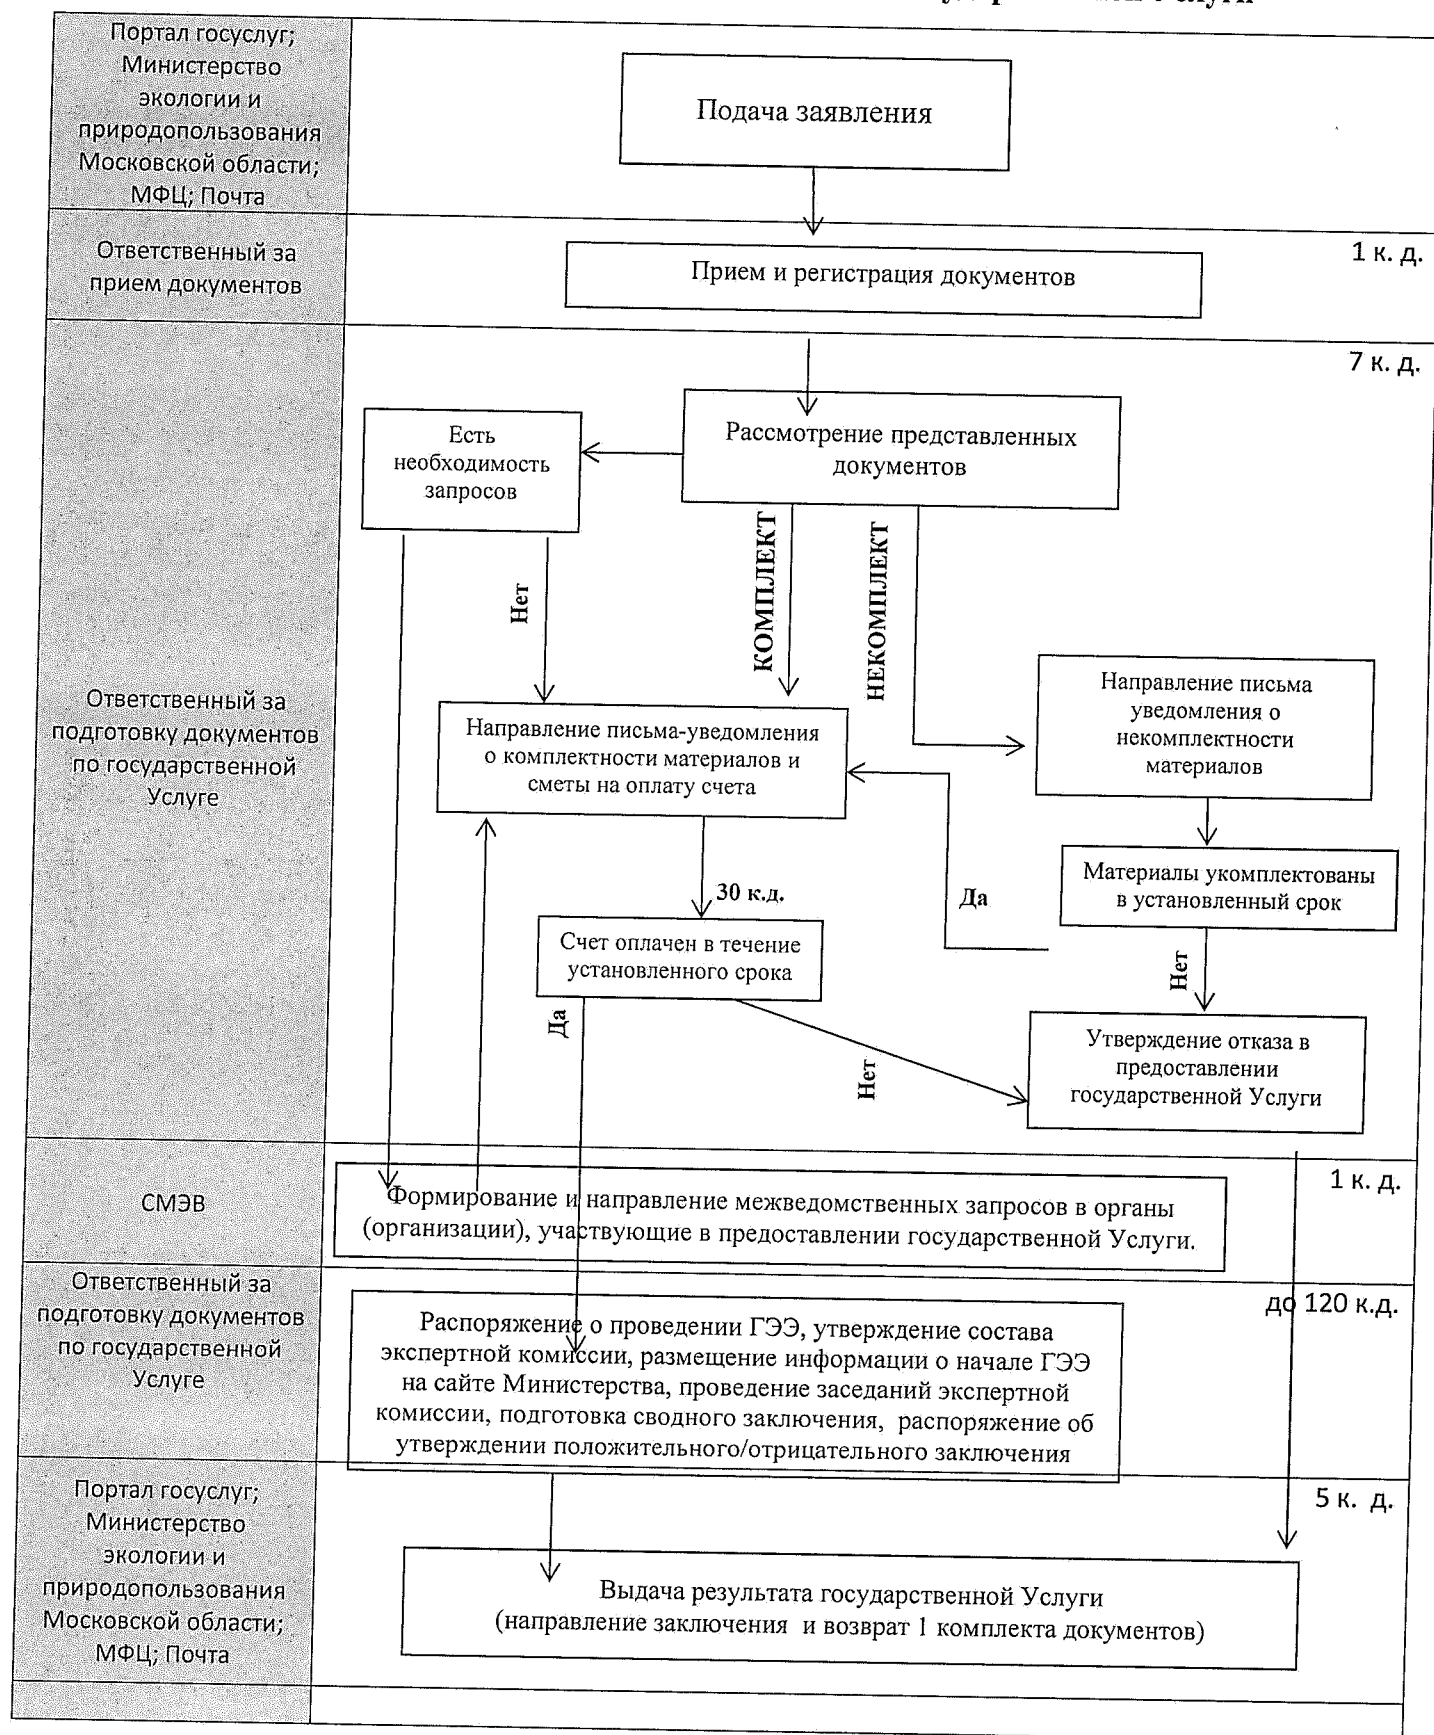 Портал госуслуг;
Министерство
экологии и
природопользования
Московской области;
МФЦ; Почта
Подача заявления
Ответственный за
прием документов
1 к. д.
Прием и регистрация документов
Ответственный за
подготовку документов
по государственной
Услуге
7 к. д.
Рассмотрение представленных
документов
Есть
необходимость
запросов
Нет
КОМПЛЕКТ
НЕКОМПЛЕКТ
Направление письма
уведомления о
некомплектности
материалов
Направление письма-уведомления
о комплектности материалов и
сметы на оплату счета
Материалы укомплектованы
в установленный срок
30 к.д.
Да
Счет оплачен в течение
установленного срока
Нет
Да
Нет
Утверждение отказа в
предоставлении
государственной Услуги
СМЭВ
1 к. д.
Формирование и направление межведомственных запросов в органы
(организации), участвующие в предоставлении государственной Услуги.
Ответственный за
подготовку документов
по государственной
Услуге
до 120 к.д.
Распоряжение о проведении ГЭЭ, утверждение состава
экспертной комиссии, размещение информации о начале ГЭЭ
на сайте Министерства, проведение заседаний экспертной
комиссии, подготовка сводного заключения, распоряжение об
утверждении положительного/отрицательного заключения
Портал госуслуг;
Министерство
экологии и
природопользования
Московской области;
МФЦ; Почта
5 к. д.
Выдача результата государственной Услуги
(направление заключения и возврат 1 комплекта документов)